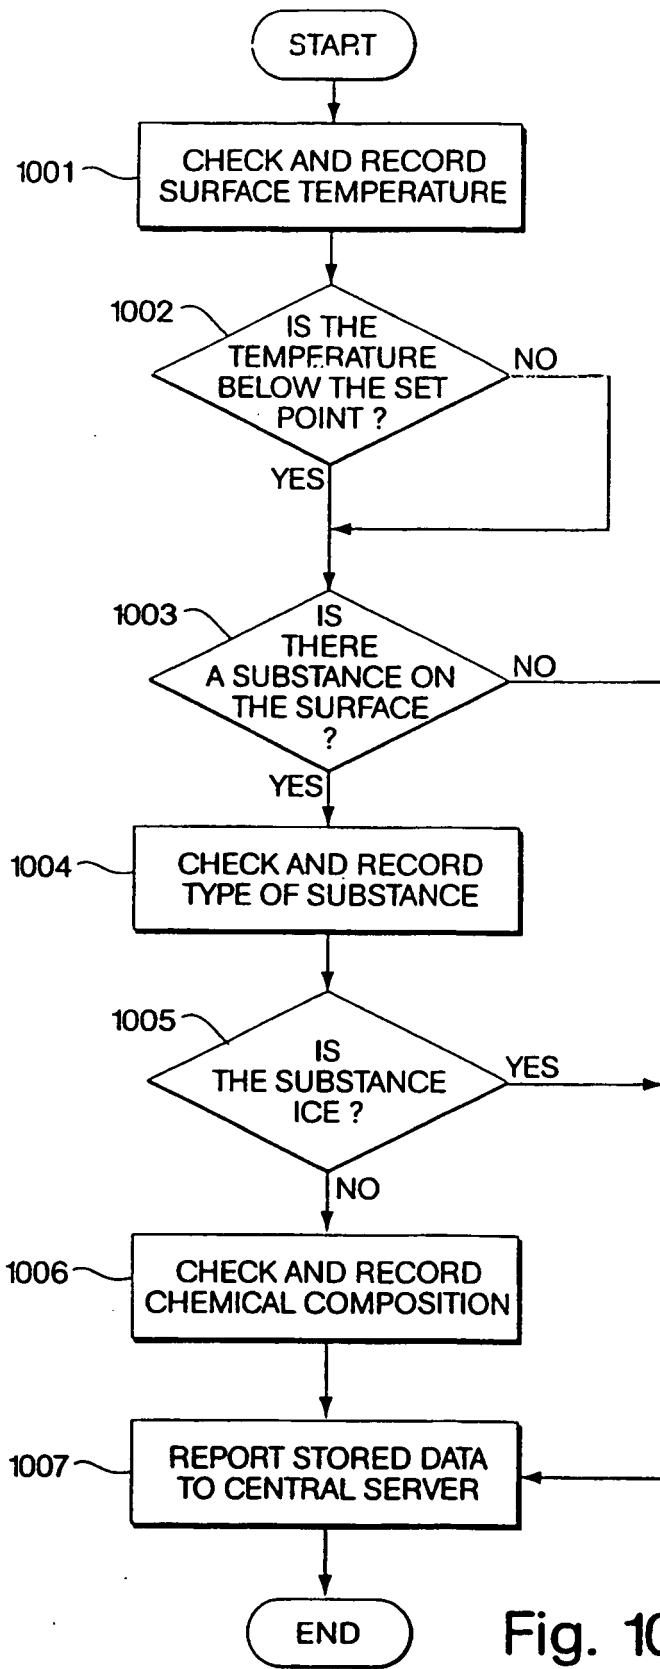 START
1001
CHECK AND RECORD
SURFACE TEMPERATURE
1002
IS THE
TEMPERATURE
BELOW THE SET
POINT ?
NO
YES
1003
IS
THERE
A SUBSTANCE ON
THE SURFACE
?
NO
YES
1004
CHECK AND RECORD
TYPE OF SUBSTANCE
1005
IS
THE SUBSTANCE
ICE ?
YES
NO
1006
CHECK AND RECORD
CHEMICAL COMPOSITION
1007
REPORT STORED DATA
TO CENTRAL SERVER
END
Fig. 10